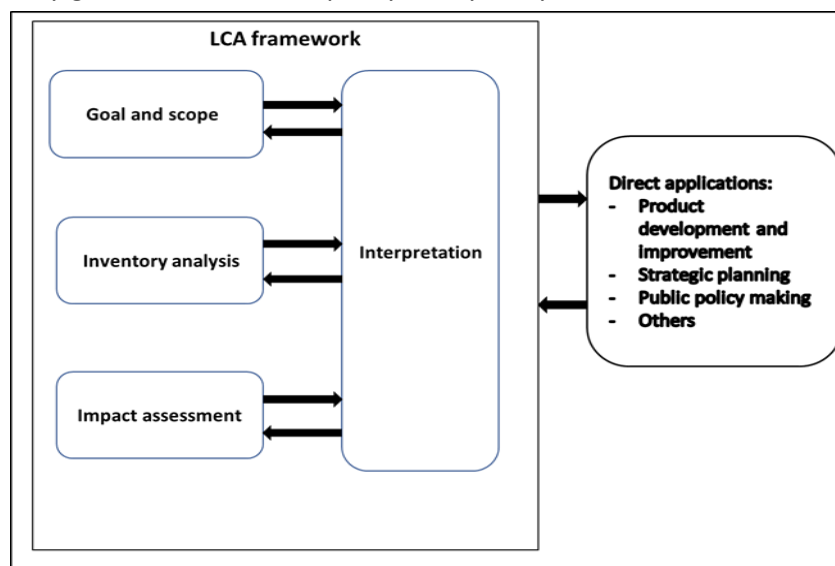 LCA framework
Goal and scope
Inventory analysis
Impact assessment
Interpretation
Direct applications:
- Product
development and
improvement
- Strategic planning
- Public policy making
- Others